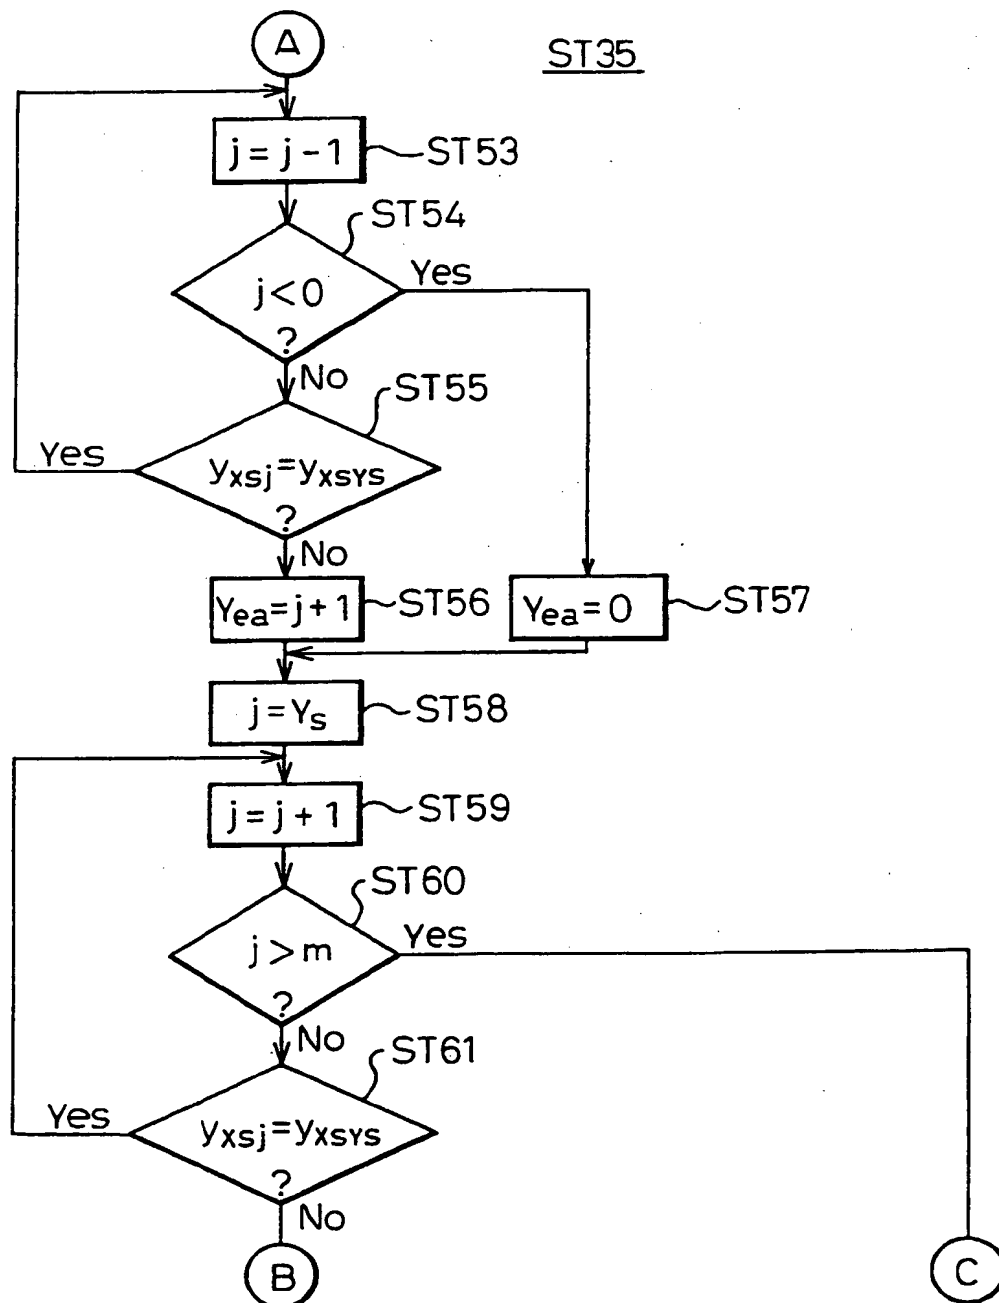 A
ST35
j = j - 1
ST53
ST54
j < 0
?
Yes
No
ST55
yXSj = yXSYS
?
Yes
No
Yea = j + 1
ST56
Yea = 0
ST57
j = YS
ST58
j = j + 1
ST59
ST60
j > m
?
Yes
No
ST61
yXSj = yXSYS
?
Yes
No
B
C